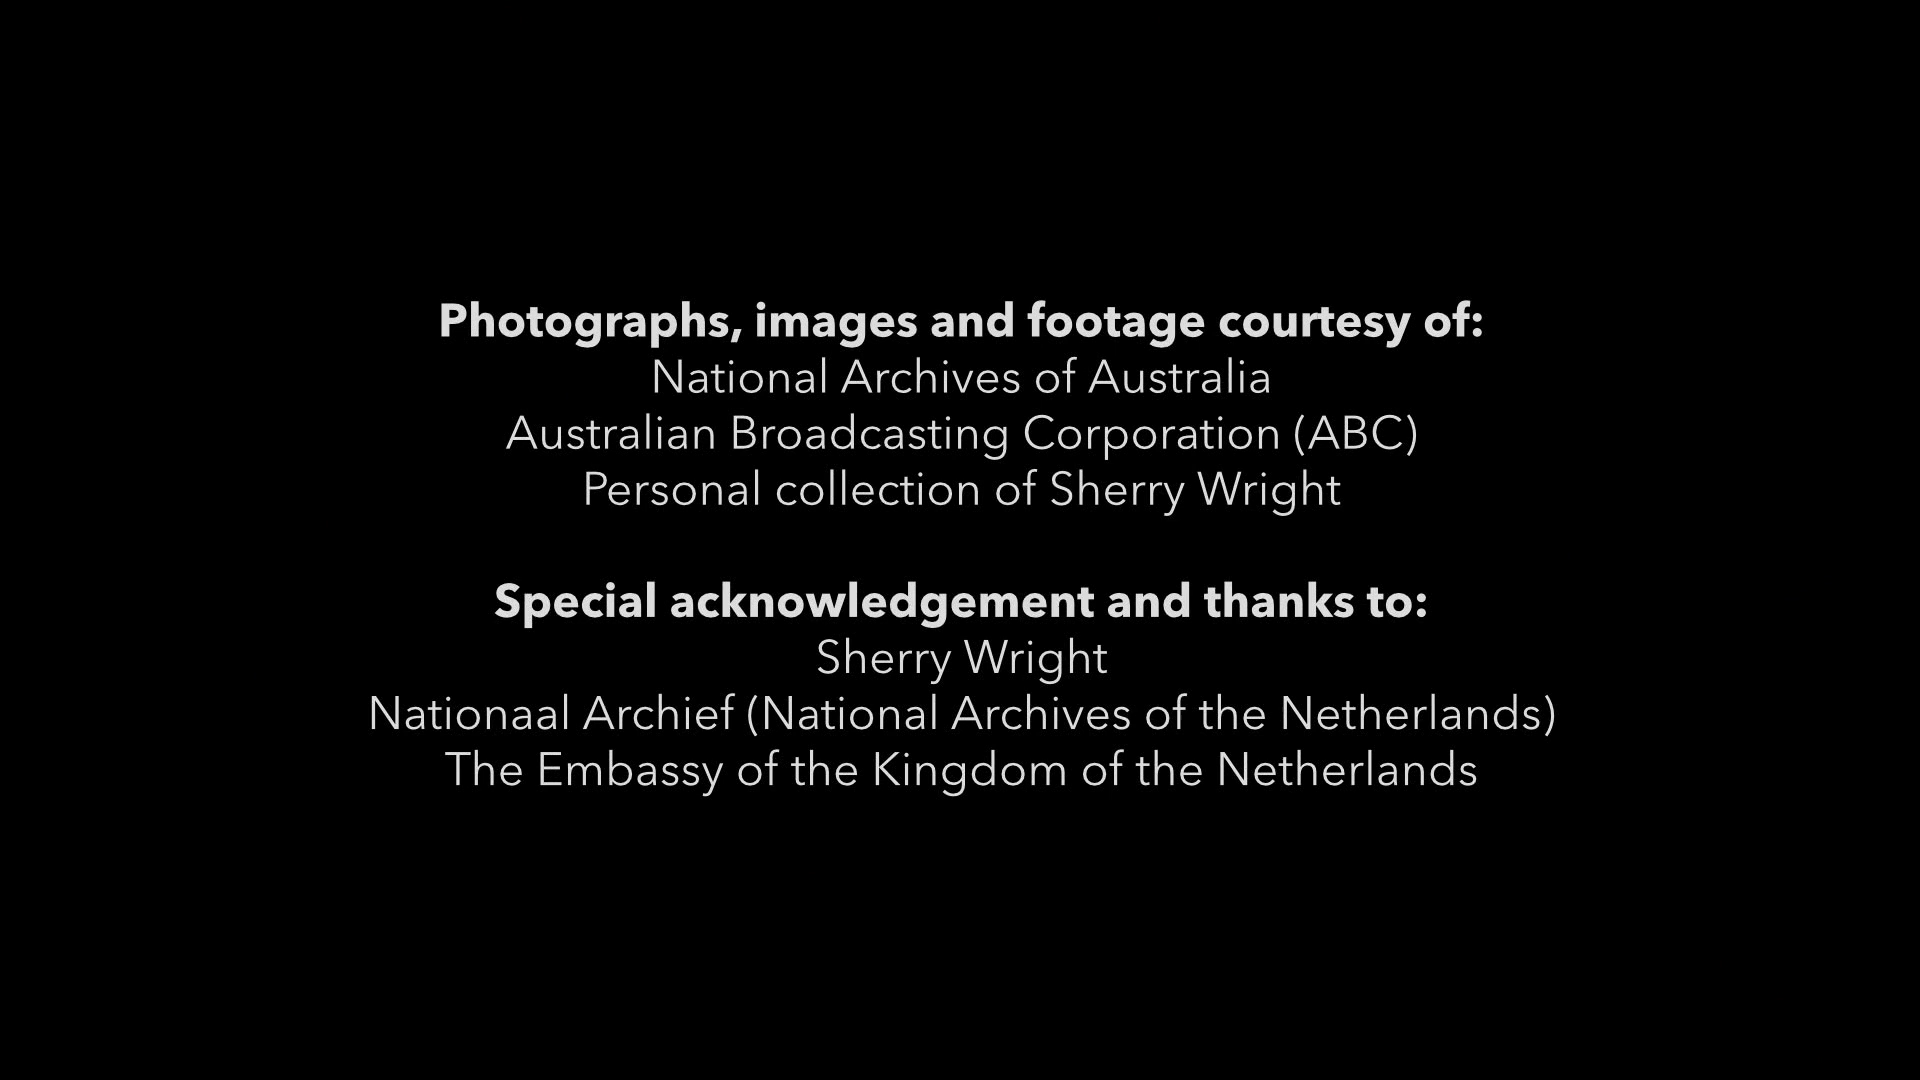 Photographs, images and footage courtesy of:
National Archives of Australia
Australian Broadcasting Corporation (ABC)
Personal collection of Sherry Wright
Special acknowledgement and thanks to:
Sherry Wright
Nationaal Archief (National Archives of the Netherlands)
The Embassy of the Kingdom of the Netherlands